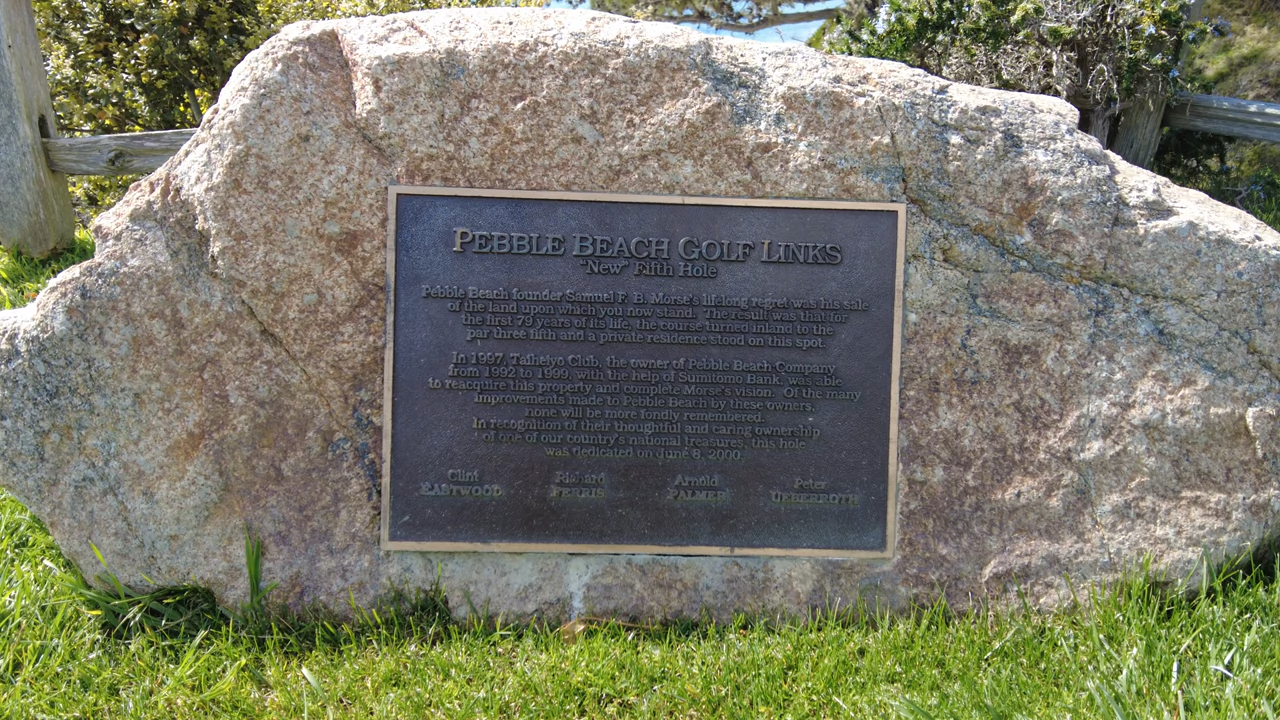 PEBBLE BEACH GOLF LINKS
"New" Fifth Hole
Pebble Beach founder Samuel F. B. Morse's lifelong regret was his sale
of the land upon which you now stand. The result was that for
the first 79 years of its life, the course turned inland to the
par three fifth and a private residence stood on this spot.
In 1997, Taiheiyo Club, the owner of Pebble Beach Company
from 1992 to 1999, with the help of Sumitomo Bank, was able
to reacquire this property and complete Morse's vision. Of the many
improvements made to Pebble Beach by these owners,
none will be more fondly remembered.
In recognition of their thoughtful and caring ownership
of one of our country's national treasures, this hole
was dedicated on June 8, 2000.
Clint Richard Arnold Peter
EASTWOOD FERRIS PALMER UEBERROTH